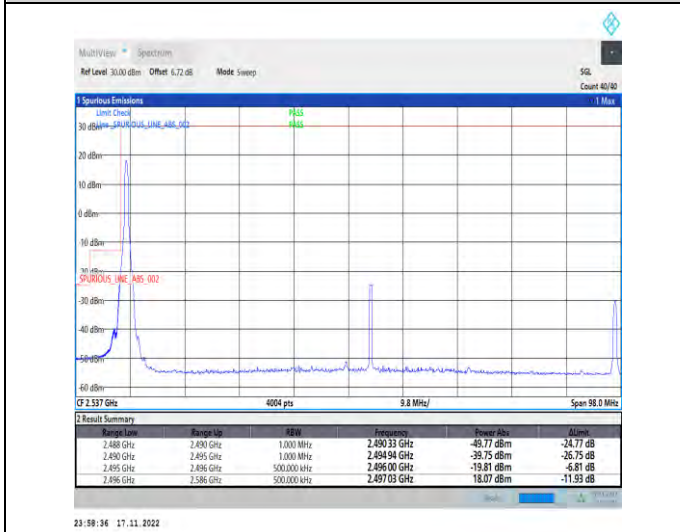 MultiView Spectrum
Ref Level 30.00 dBm Offset 6.72 dB Mode Sweep SGL
Count 40/40
1 Spurious Emissions 1 Max
Limit Check PASS
30 dBm Line _SPURIOUS_LINE_ABS_002 PASS
20 dBm
10 dBm
0 dBm
-10 dBm
-20 dBm
_SPURIOUS_LINE_ABS_002
-30 dBm
-40 dBm
-50 dBm
-60 dBm
CF 2.537 GHz 4004 pts 9.8 MHz/ Span 98.0 MHz
2 Result Summary
Range Low Range Up RBW Frequency Power Abs ΔLimit
2.488 GHz 2.490 GHz 1.000 MHz 2.490 33 GHz -49.77 dBm -24.77 dB
2.490 GHz 2.495 GHz 1.000 MHz 2.494 94 GHz -39.75 dBm -26.75 dB
2.495 GHz 2.496 GHz 500.000 kHz 2.496 00 GHz -19.81 dBm -6.81 dB
2.496 GHz 2.586 GHz 500.000 kHz 2.497 03 GHz 18.07 dBm -11.93 dB
23:58:36 17.11.2022